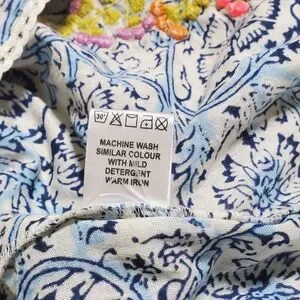 30°
MACHINE WASH
SIMILAR COLOUR
WITH MILD
DETERGENT
WARM IRON